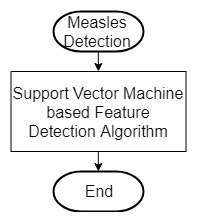 Measles
Detection
Support Vector Machine
based Feature
Detection Algorithm
End